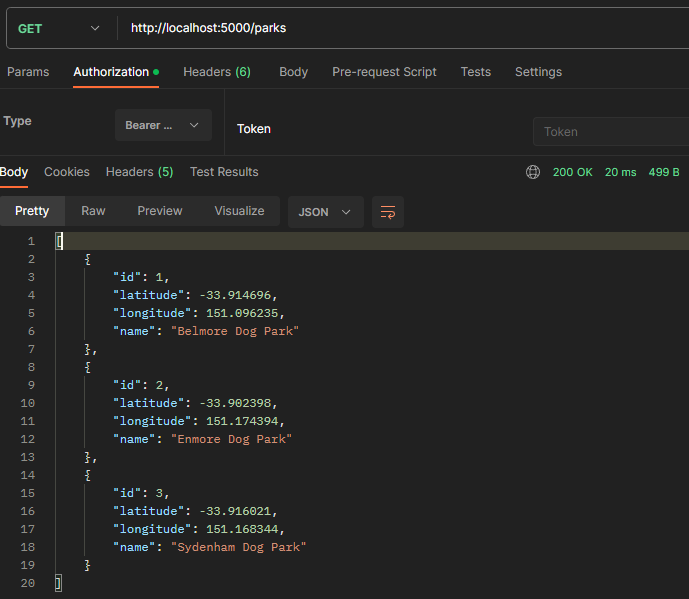 GET http://localhost:5000/parks
Params Authorization Headers (6) Body Pre-request Script Tests Settings
Type Bearer ... Token Token
Body Cookies Headers (5) Test Results 200 OK 20 ms 499 B
Pretty Raw Preview Visualize JSON
1 [
2 {
3 "id": 1,
4 "latitude": -33.914696,
5 "longitude": 151.096235,
6 "name": "Belmore Dog Park"
7 },
8 {
9 "id": 2,
10 "latitude": -33.902398,
11 "longitude": 151.174394,
12 "name": "Enmore Dog Park"
13 },
14 {
15 "id": 3,
16 "latitude": -33.916021,
17 "longitude": 151.168344,
18 "name": "Sydenham Dog Park"
19 }
20 ]